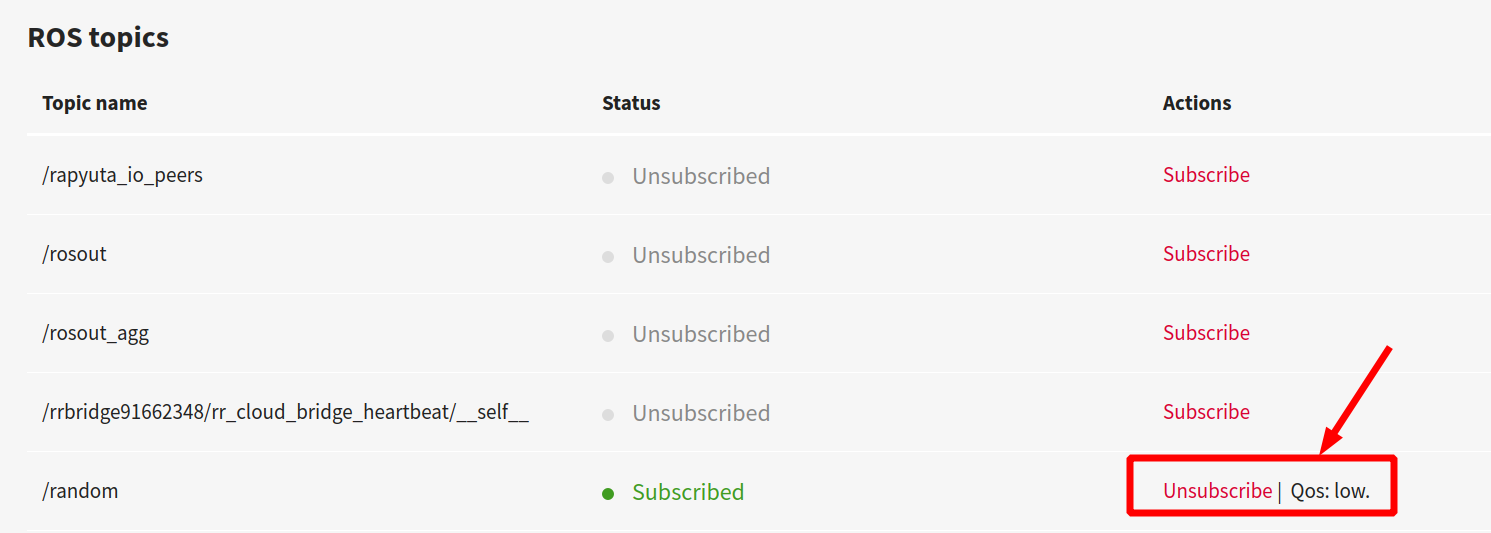 ROS topics
Topic name Status Actions
/rapyuta_io_peers Unsubscribed Subscribe
/rosout Unsubscribed Subscribe
/rosout_agg Unsubscribed Subscribe
/rrbridge91662348/rr_cloud_bridge_heartbeat/__self__ Unsubscribed Subscribe
/random Subscribed Unsubscribe | Qos: low.